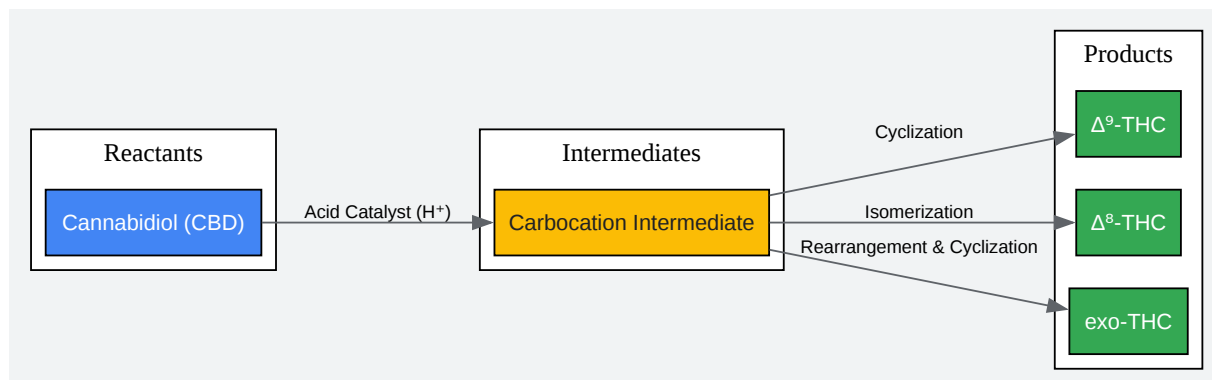 Reactants
Cannabidiol (CBD)
Acid Catalyst (H⁺)
Intermediates
Carbocation Intermediate
Cyclization
Isomerization
Rearrangement & Cyclization
Products
Δ⁹-THC
Δ⁸-THC
exo-THC